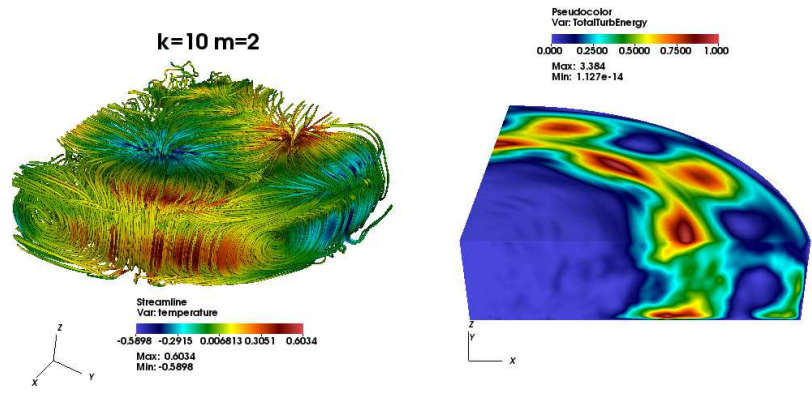 k=10 m=2
Streamline
Var: temperature
-0.5898 -0.2915 0.006813 0.3051 0.6034
Max: 0.6034
Min: -0.5898
Z
X
Y
Pseudocolor
Var: TotalTurbEnergy
0.000 0.2500 0.5000 0.7500 1.000
Max: 3.384
Min: 1.127e-14
Z
Y
X